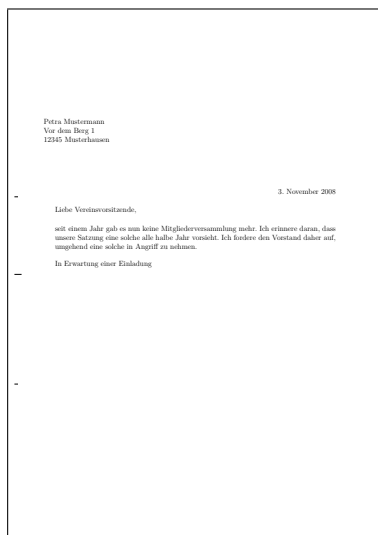 Petra Mustermann
Vor dem Berg 1
12345 Musterhausen
3. November 2008
Liebe Vereinsvorsitzende,
seit einem Jahr gab es nun keine Mitgliederversammlung mehr. Ich erinnere daran, dass
unsere Satzung eine solche alle halbe Jahr vorsieht. Ich fordere den Vorstand daher auf,
umgehend eine solche in Angriff zu nehmen.
In Erwartung einer Einladung